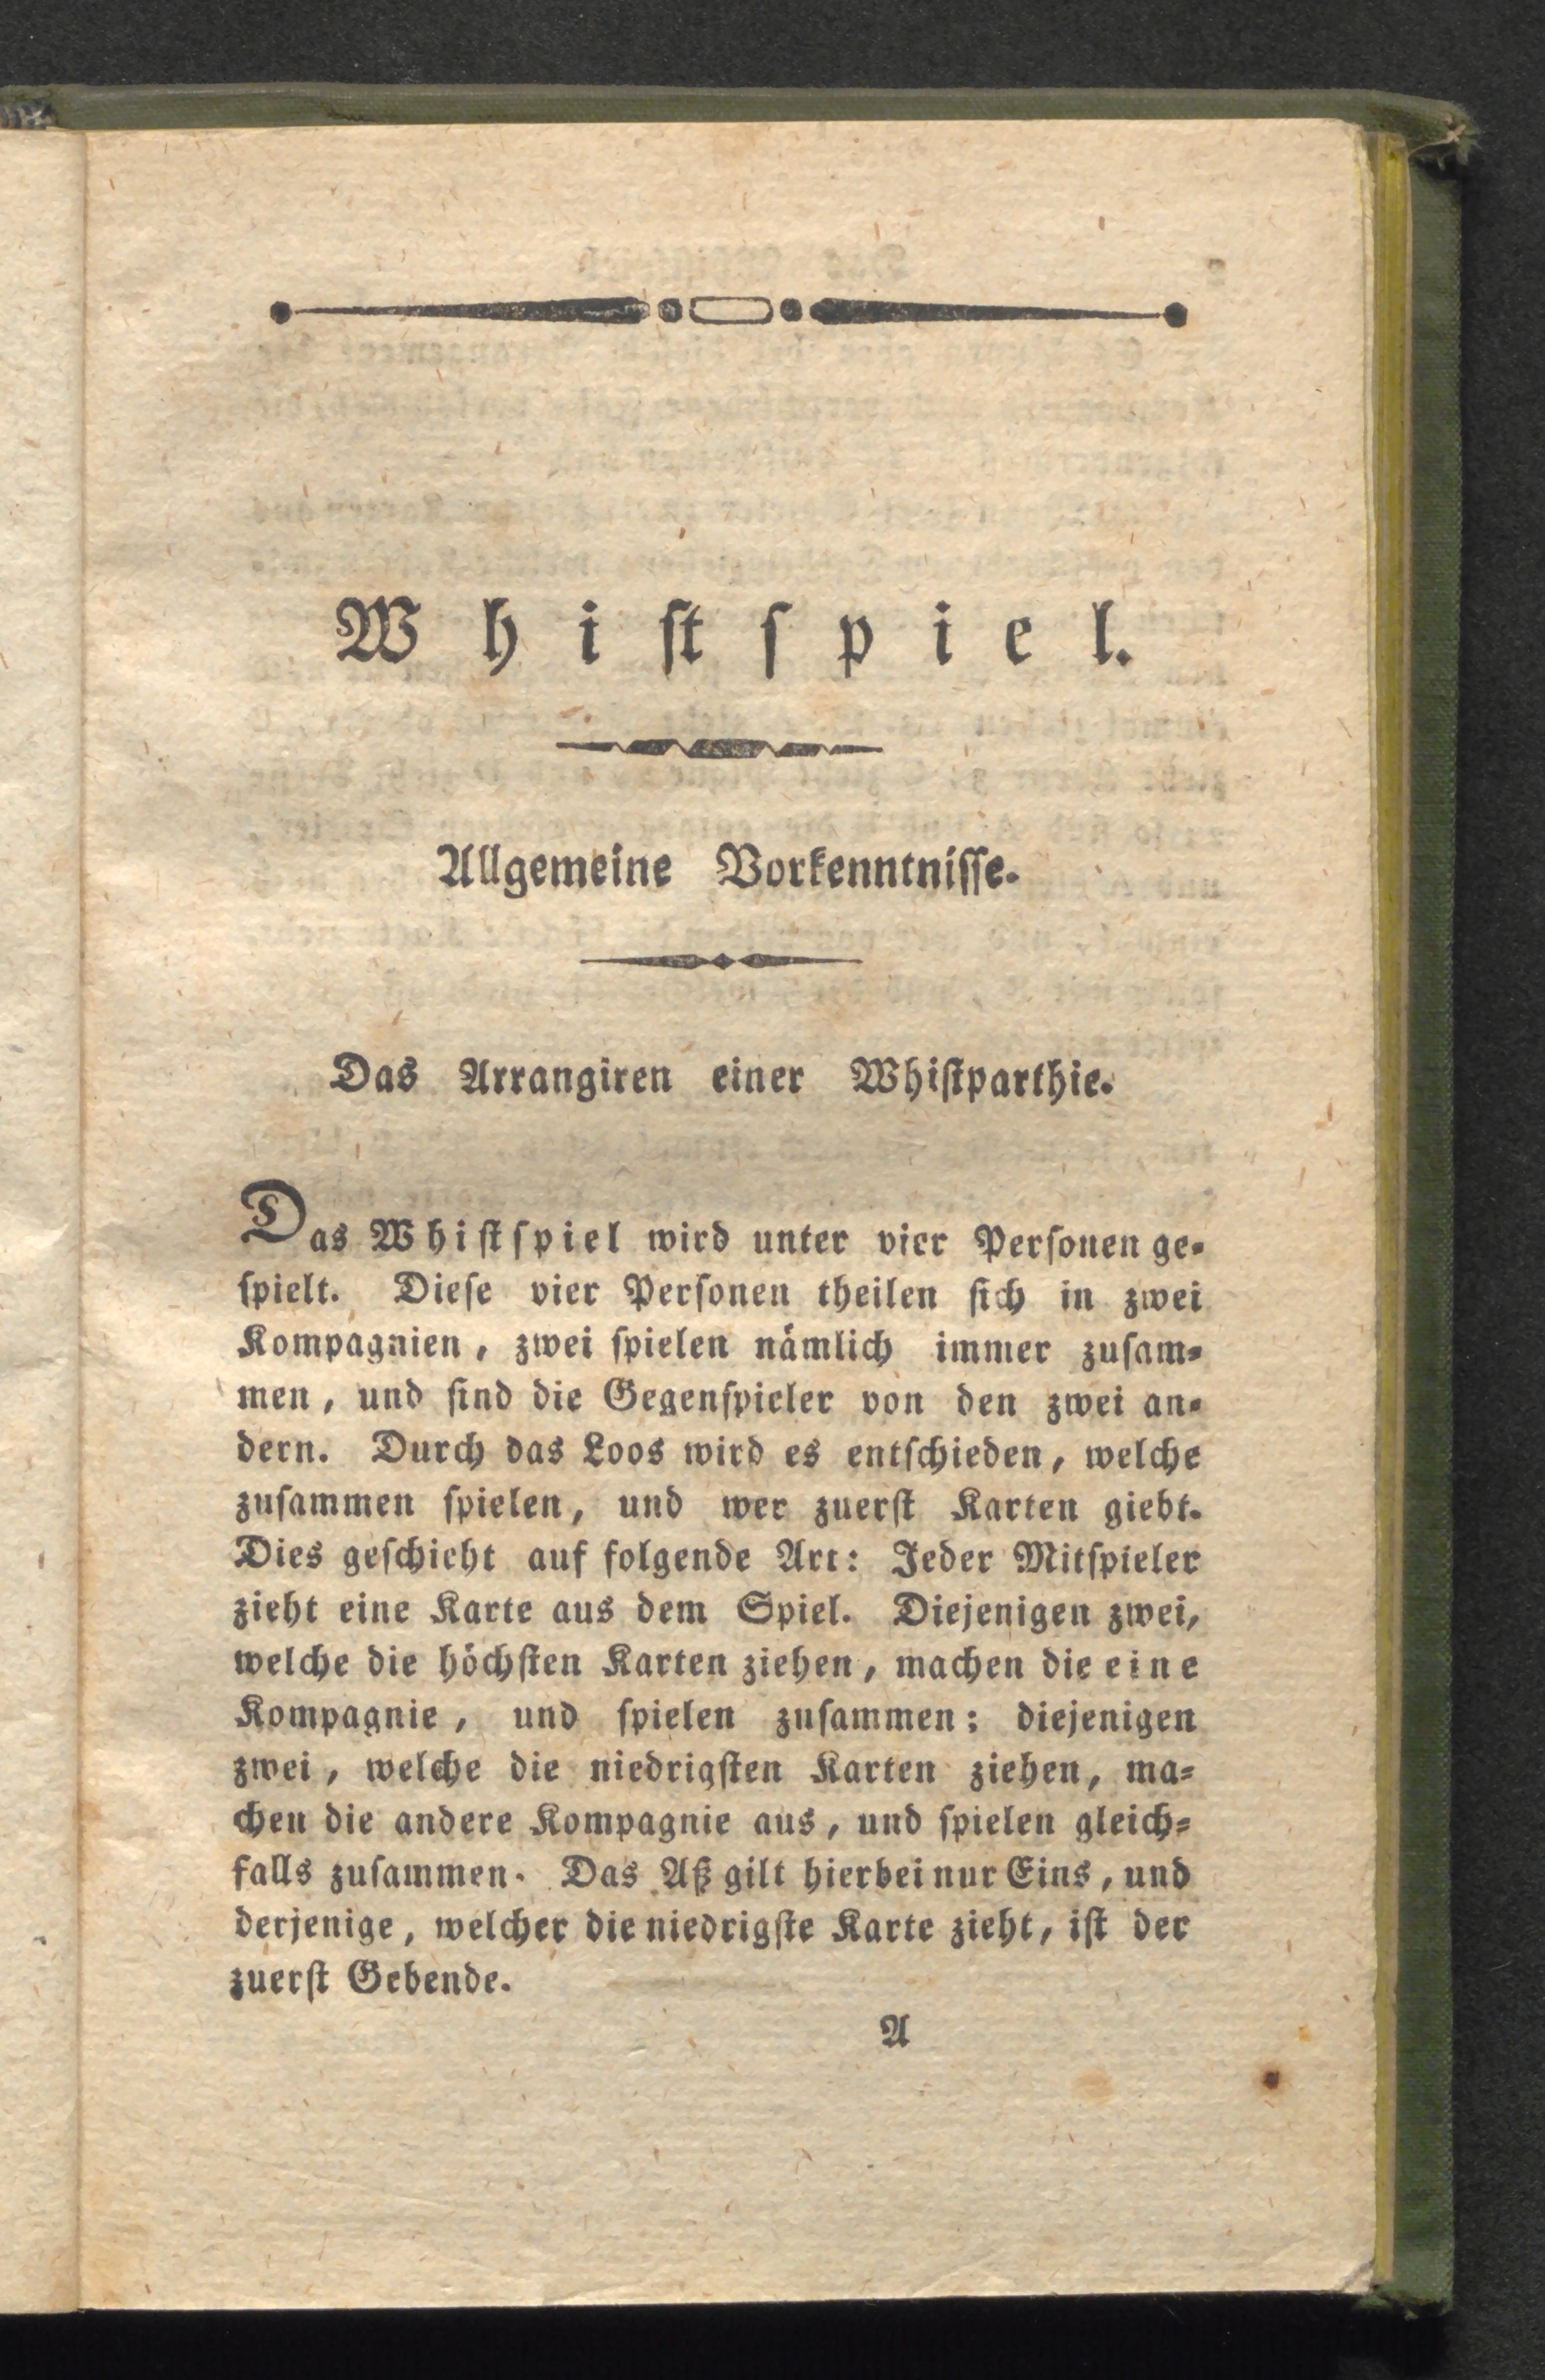 Whiſtſpiel.
Allgemeine Vorkenntniſſe.
Das Arrangiren einer Whiſtparthie.
Das Whiſtſpiel wird unter vier Perſonen ge⸗
ſpielt. Dieſe vier Perſonen theilen ſich in zwei
Kompagnien, zwei ſpielen nämlich immer zuſam⸗
men, und ſind die Gegenſpieler von den zwei an⸗
dern. Durch das Loos wird es entſchieden, welche
zuſammen ſpielen, und wer zuerſt Karten giebt.
Dies geſchieht auf folgende Art: Jeder Mitſpieler
zieht eine Karte aus dem Spiel. Diejenigen zwei,
welche die höchſten Karten ziehen, machen die eine
Kompagnie, und ſpielen zuſammen; diejenigen
zwei, welche die niedrigſten Karten ziehen, ma⸗
chen die andere Kompagnie aus, und ſpielen gleich⸗
falls zuſammen. Das Aß gilt hierbei nur Eins, und
derjenige, welcher die niedrigſte Karte zieht, iſt der
zuerſt Gebende.
A